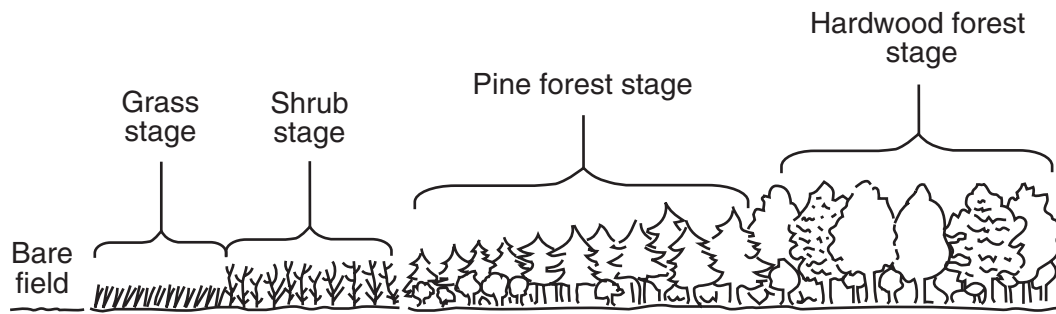 Bare
field
Grass
stage
Shrub
stage
Pine forest stage
Hardwood forest
stage